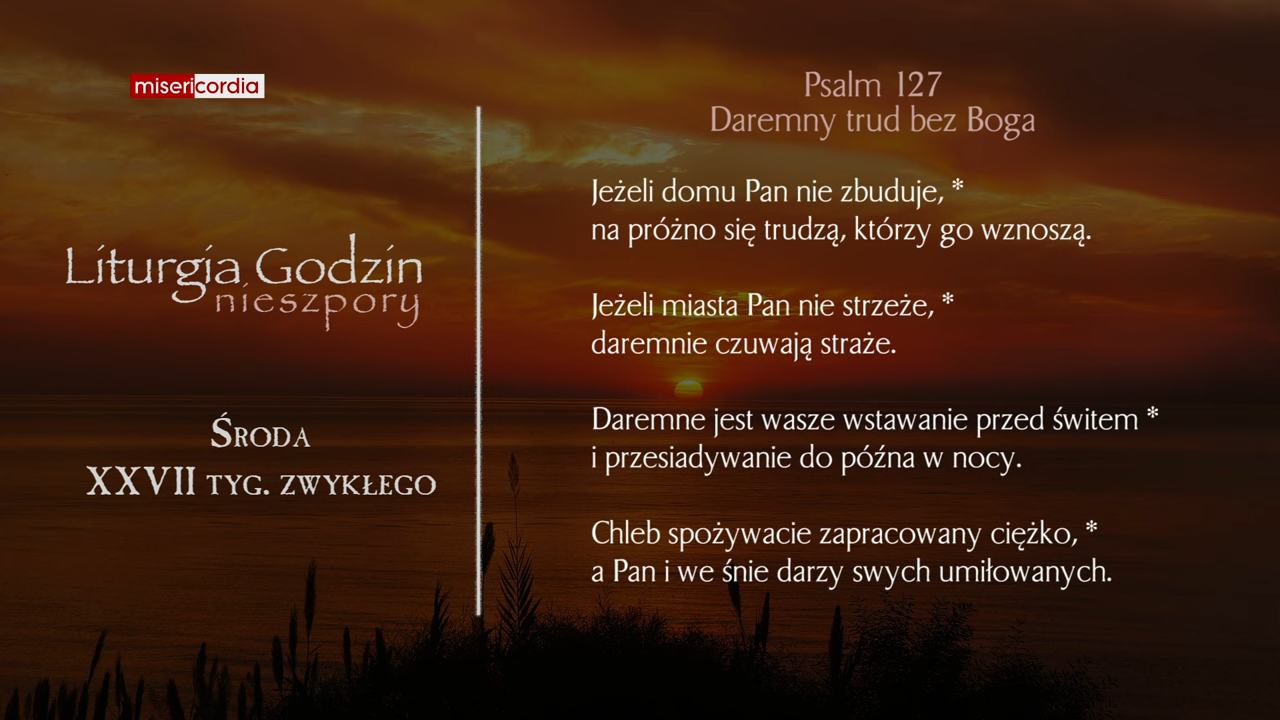 misericordia
Liturgia Godzin
nieszpory
Środa
XXVII tyg. zwykłego
Psalm 127
Daremny trud bez Boga
Jeżeli domu Pan nie zbuduje, *
na próżno się trudzą, którzy go wznoszą.
Jeżeli miasta Pan nie strzeże, *
daremnie czuwają straże.
Daremne jest wasze wstawanie przed świtem *
i przesiadywanie do późna w nocy.
Chleb spożywacie zapracowany ciężko, *
a Pan i we śnie darzy swych umiłowanych.